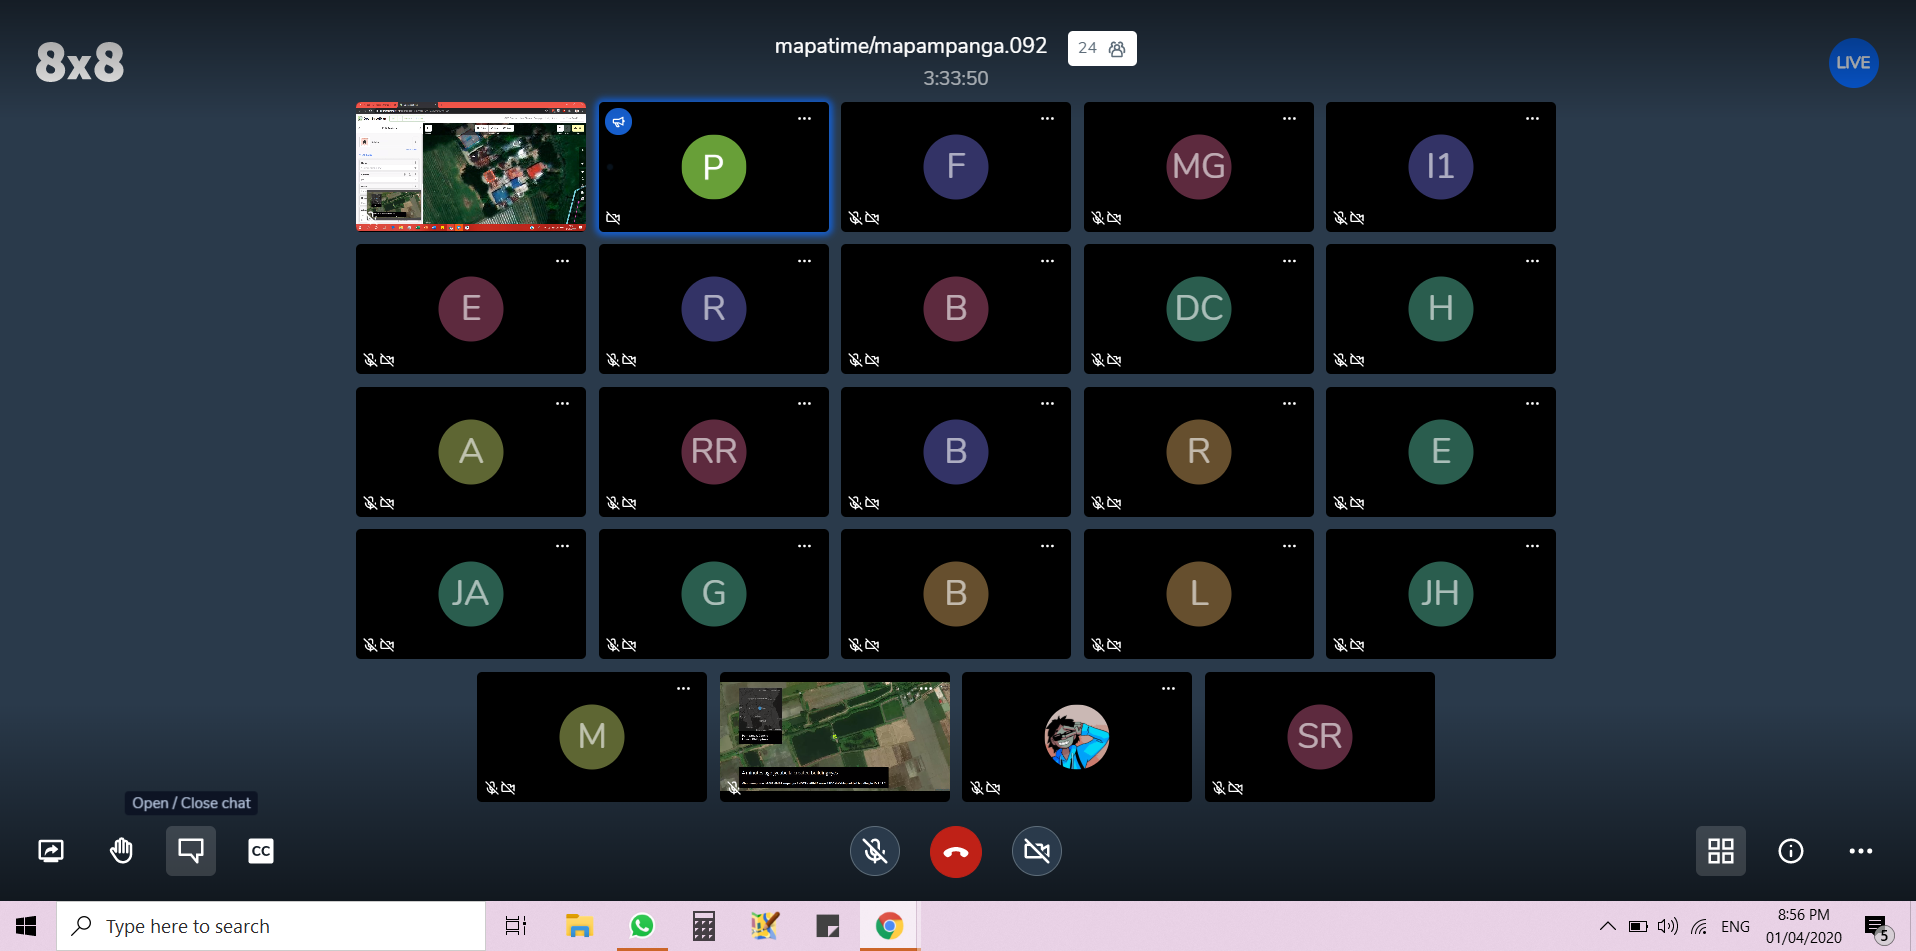 8x8
mapatime/mapampanga.092
24
3:33:50
LIVE
P
F
MG
I1
E
R
B
DC
H
A
RR
B
R
E
JA
G
B
L
JH
M
SR
Open / Close chat
CC
Type here to search
ENG
8:56 PM
01/04/2020
5